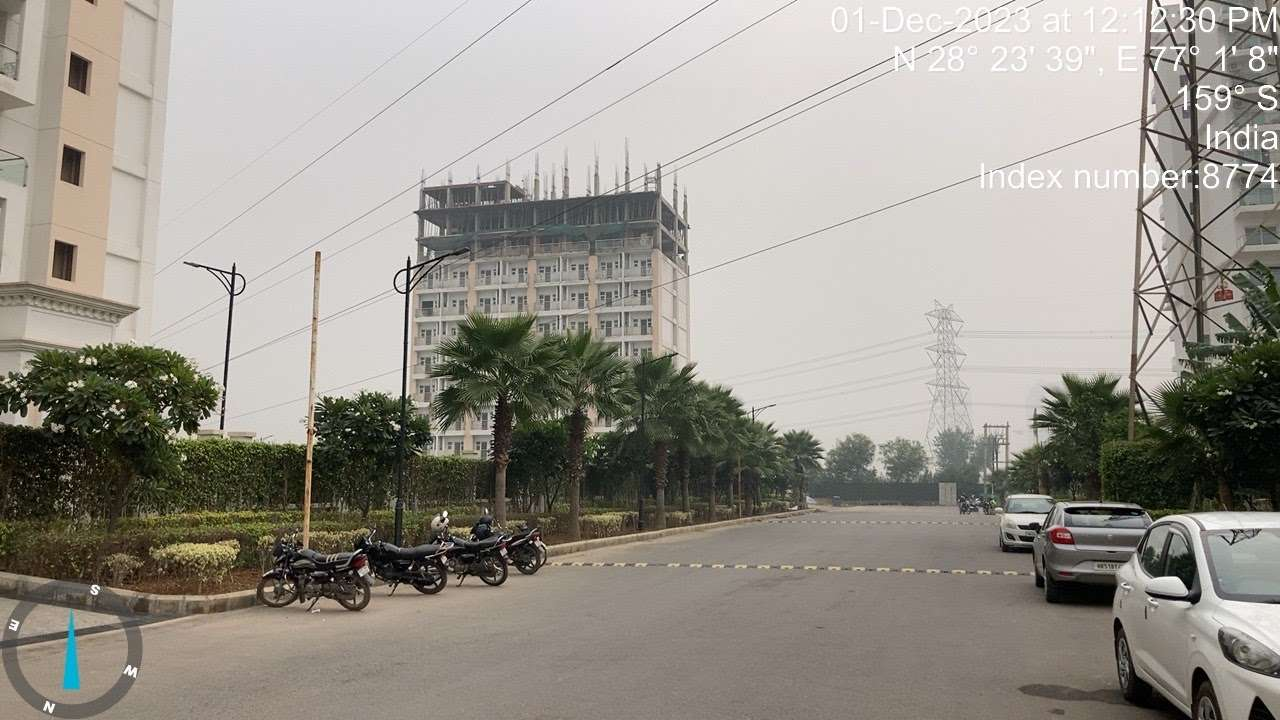 01-Dec-2023 at 12:12:30 PM
N 28° 23' 39", E 77° 1' 8"
159° S
India
Index number:8774
S
E
W
N